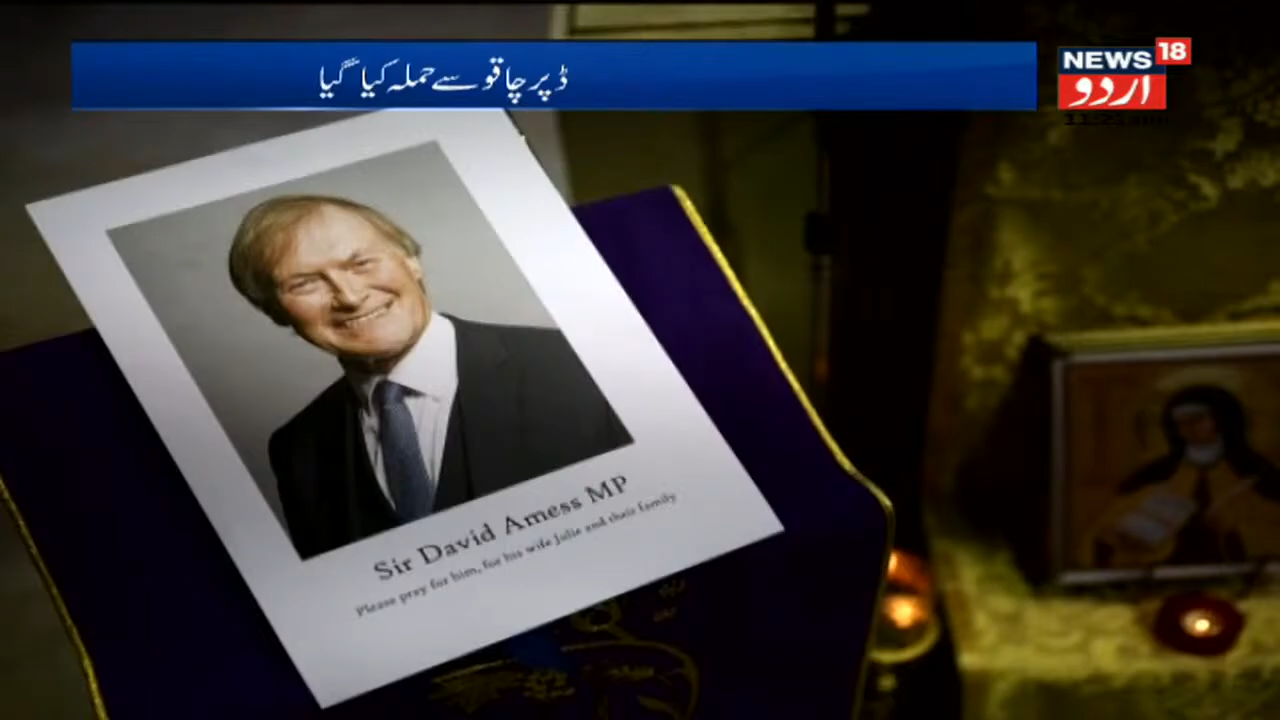 ڈ پر چاقو سے حملہ کیا گیا
NEWS 18
اردو
Sir David Amess MP
Please pray for him, for his wife Julie and their family